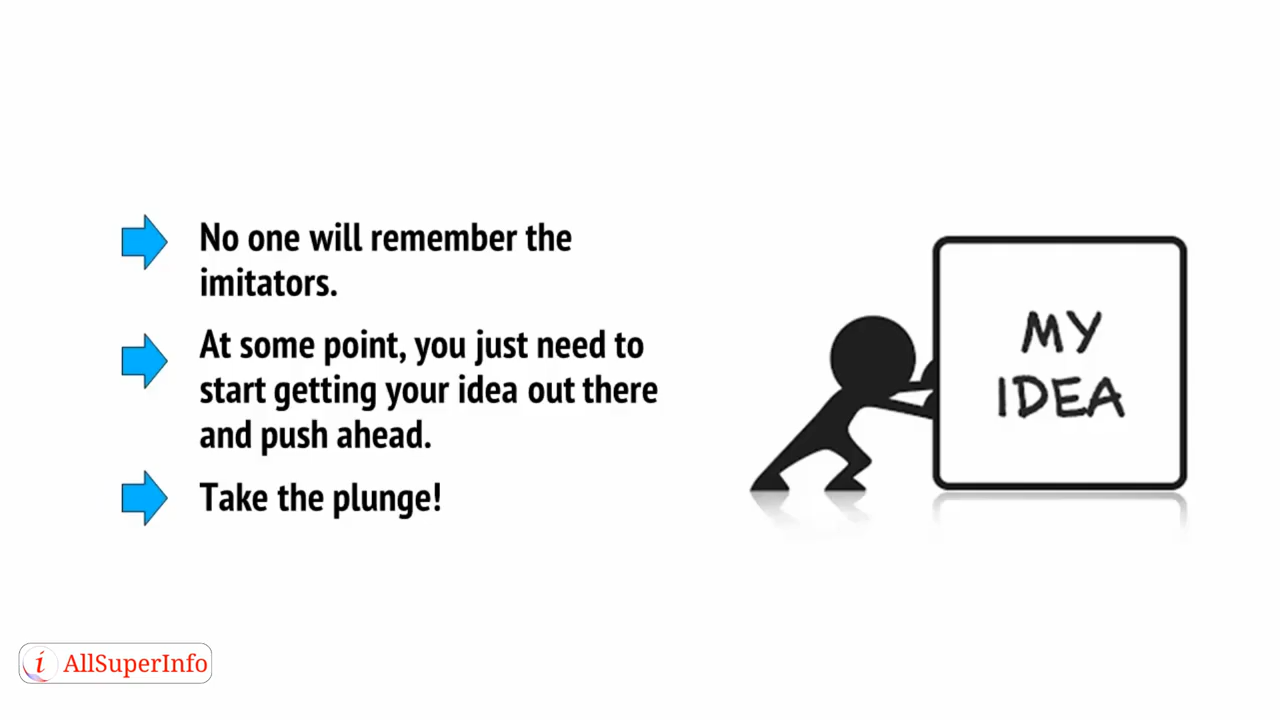 No one will remember the
imitators.
At some point, you just need to
start getting your idea out there
and push ahead.
Take the plunge!
MY
IDEA
i AllSuperInfo